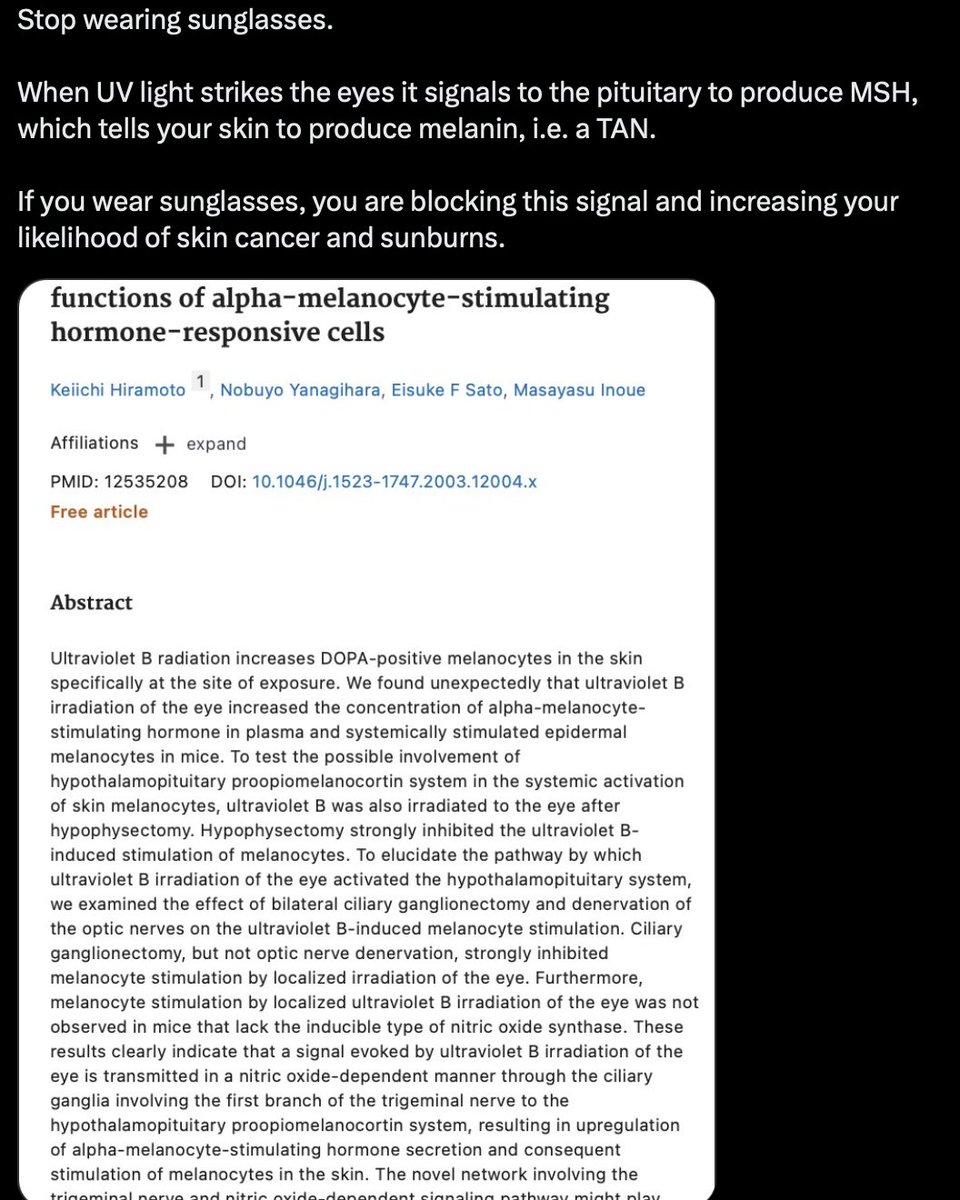 Stop wearing sunglasses.
When UV light strikes the eyes it signals to the pituitary to produce MSH,
which tells your skin to produce melanin, i.e. a TAN.
If you wear sunglasses, you are blocking this signal and increasing your
likelihood of skin cancer and sunburns.
functions of alpha-melanocyte-stimulating
hormone-responsive cells
Keiichi Hiramoto 1, Nobuyo Yanagihara, Eisuke F Sato, Masayasu Inoue
Affiliations + expand
PMID: 12535208 DOI: 10.1046/j.1523-1747.2003.12004.x
Free article
Abstract
Ultraviolet B radiation increases DOPA-positive melanocytes in the skin
specifically at the site of exposure. We found unexpectedly that ultraviolet B
irradiation of the eye increased the concentration of alpha-melanocyte-
stimulating hormone in plasma and systemically stimulated epidermal
melanocytes in mice. To test the possible involvement of
hypothalamopituitary proopiomelanocortin system in the systemic activation
of skin melanocytes, ultraviolet B was also irradiated to the eye after
hypophysectomy. Hypophysectomy strongly inhibited the ultraviolet B-
induced stimulation of melanocytes. To elucidate the pathway by which
ultraviolet B irradiation of the eye activated the hypothalamopituitary system,
we examined the effect of bilateral ciliary ganglionectomy and denervation of
the optic nerves on the ultraviolet B-induced melanocyte stimulation. Ciliary
ganglionectomy, but not optic nerve denervation, strongly inhibited
melanocyte stimulation by localized irradiation of the eye. Furthermore,
melanocyte stimulation by localized ultraviolet B irradiation of the eye was not
observed in mice that lack the inducible type of nitric oxide synthase. These
results clearly indicate that a signal evoked by ultraviolet B irradiation of the
eye is transmitted in a nitric oxide-dependent manner through the ciliary
ganglia involving the first branch of the trigeminal nerve to the
hypothalamopituitary proopiomelanocortin system, resulting in upregulation
of alpha-melanocyte-stimulating hormone secretion and consequent
stimulation of melanocytes in the skin. The novel network involving the
trigeminal nerve and nitric oxide-dependent signaling pathway might play